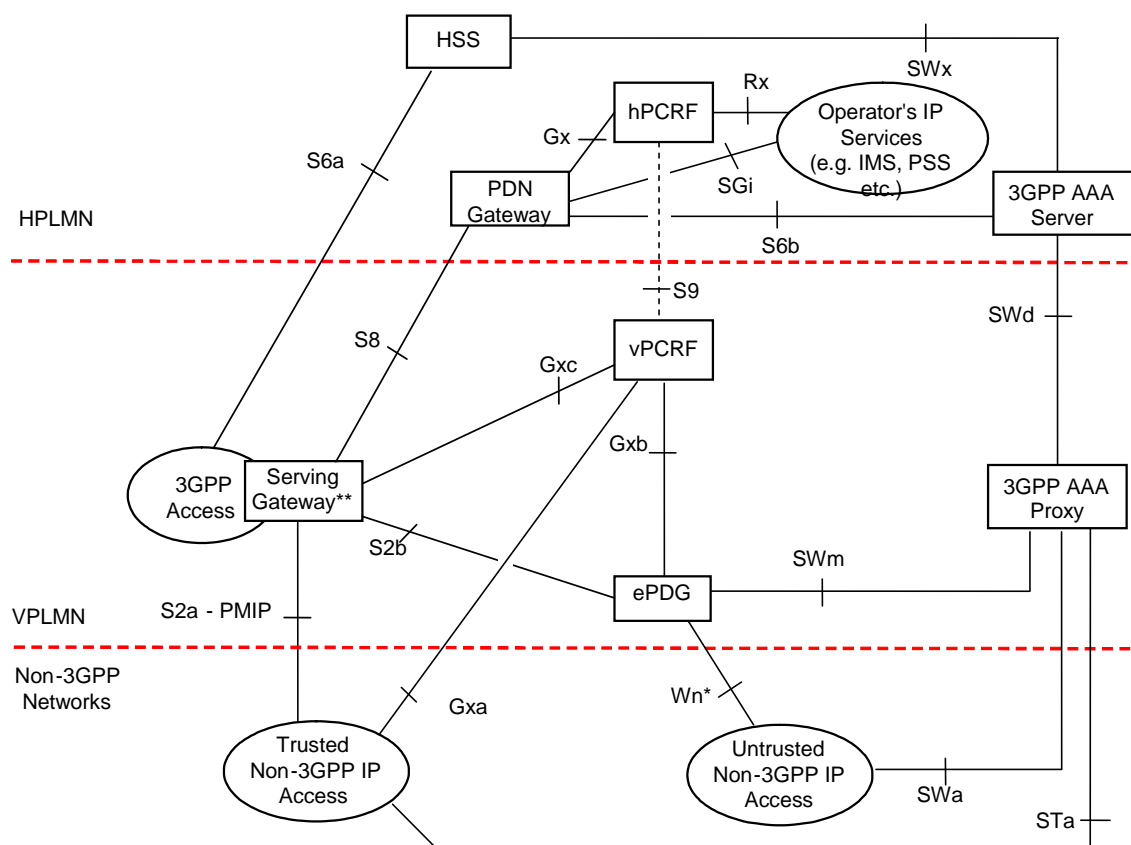 HSS
SWx
hPCRF
Rx
Operator's IP
Services
(e.g. IMS, PSS
etc.)
Gx
S6a
SGi
PDN
Gateway
3GPP AAA
Server
HPLMN
S6b
S9
SWd
S8
vPCRF
Gxc
Gxb
3GPP
Access
Serving
Gateway**
3GPP AAA
Proxy
S2b
SWm
ePDG
S2a - PMIP
VPLMN
Non-3GPP
Networks
Gxa
Wn*
Trusted
Non-3GPP IP
Access
Untrusted
Non-3GPP IP
Access
SWa
STa